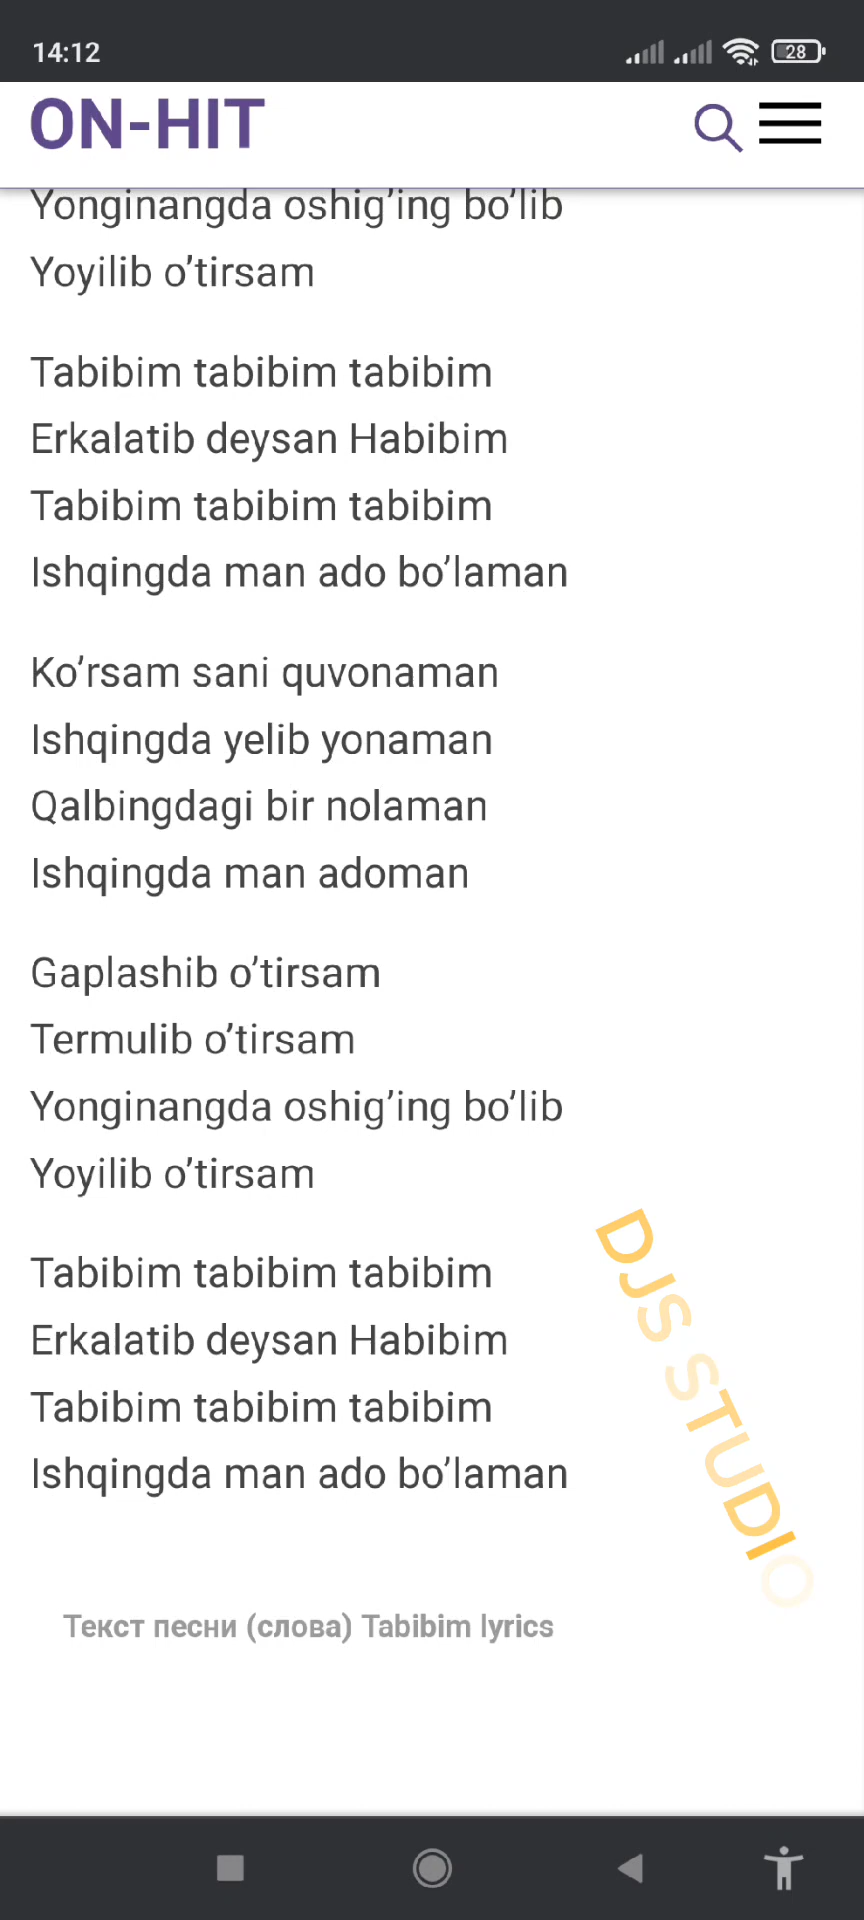 14:12
28
ON-HIT
Yonginangda oshig’ing bo’lib
Yoyilib o’tirsam
Tabibim tabibim tabibim
Erkalatib deysan Habibim
Tabibim tabibim tabibim
Ishqingda man ado bo’laman
Ko’rsam sani quvonaman
Ishqingda yelib yonaman
Qalbingdagi bir nolaman
Ishqingda man adoman
Gaplashib o’tirsam
Termulib o’tirsam
Yonginangda oshig’ing bo’lib
Yoyilib o’tirsam
Tabibim tabibim tabibim
Erkalatib deysan Habibim
Tabibim tabibim tabibim
Ishqingda man ado bo’laman
DJS STUDIO
Текст песни (слова) Tabibim lyrics